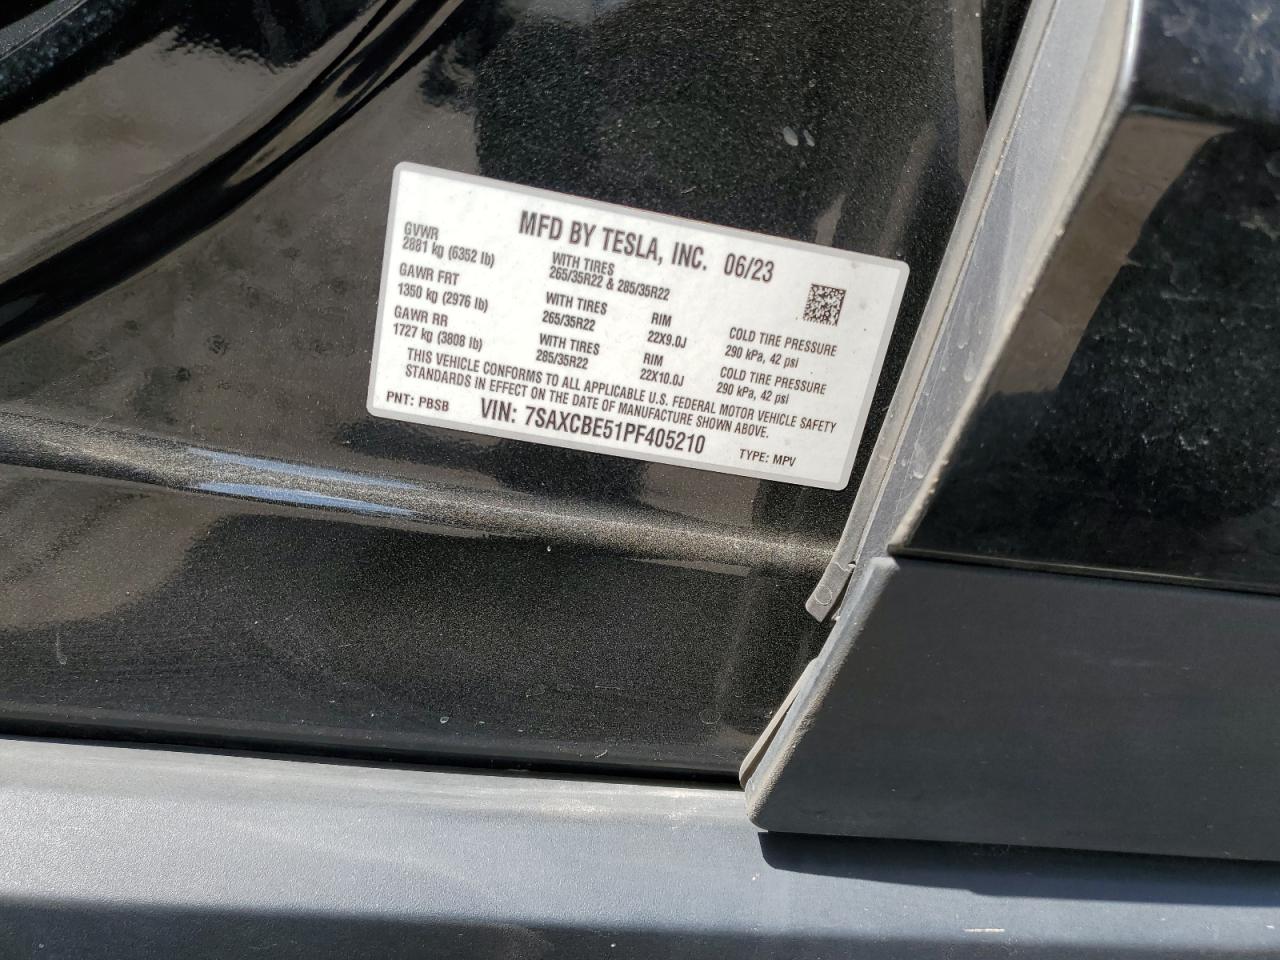 MFD BY TESLA, INC. 06/23
GVWR
2881 kg (6352 lb)
WITH TIRES
265/35R22 & 285/35R22
GAWR FRT
1350 kg (2976 lb)
WITH TIRES
265/35R22
RIM
22X9.0J
COLD TIRE PRESSURE
290 kPa, 42 psi
GAWR RR
1727 kg (3808 lb)
WITH TIRES
285/35R22
RIM
22X10.0J
COLD TIRE PRESSURE
290 kPa, 42 psi
THIS VEHICLE CONFORMS TO ALL APPLICABLE U.S. FEDERAL MOTOR VEHICLE SAFETY
STANDARDS IN EFFECT ON THE DATE OF MANUFACTURE SHOWN ABOVE.
PNT: PBSB VIN: 7SAXCBE51PF405210 TYPE: MPV